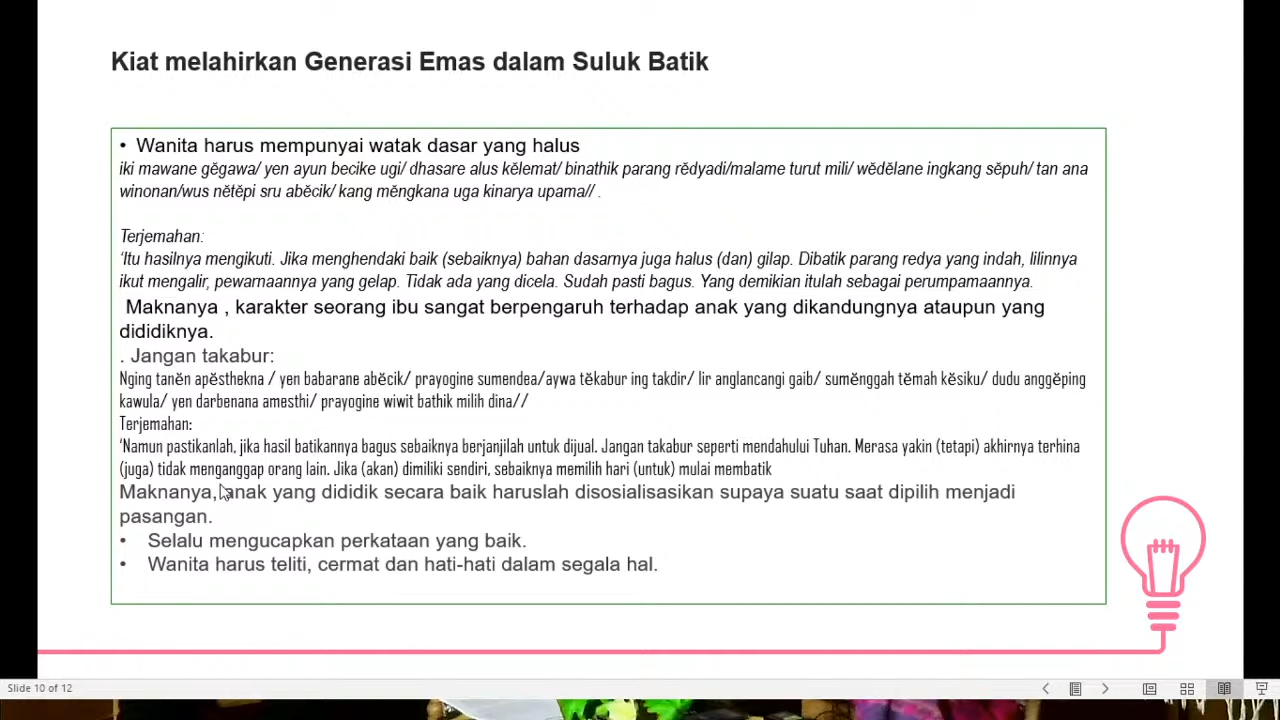 Kiat melahirkan Generasi Emas dalam Suluk Batik
• Wanita harus mempunyai watak dasar yang halus
iki mawane gĕgawa/ yen ayun becike ugi/ dhasare alus kĕlemat/ binathik parang rĕdyadi/malame turut mili/ wĕdĕlane ingkang sĕpuh/ tan ana
winonan/wus nĕtĕpi sru abĕcik/ kang mĕngkana uga kinarya upama// .
Terjemahan:
‘Itu hasilnya mengikuti. Jika menghendaki baik (sebaiknya) bahan dasarnya juga halus (dan) gilap. Dibatik parang redya yang indah, lilinnya
ikut mengalir, pewarnaannya yang gelap. Tidak ada yang dicela. Sudah pasti bagus. Yang demikian itulah sebagai perumpamaannya.
Maknanya , karakter seorang ibu sangat berpengaruh terhadap anak yang dikandungnya ataupun yang
dididiknya.
. Jangan takabur:
Nging tanĕn apĕsthekna / yen babarane abĕcik/ prayogine sumendea/aywa tĕkabur ing takdir/ lir anglancangi gaib/ sumĕnggah tĕmah kĕsiku/ dudu anggĕping
kawula/ yen darbenana amesthi/ prayogine wiwit bathik milih dina//
Terjemahan:
‘Namun pastikanlah, jika hasil batikannya bagus sebaiknya berjanjilah untuk dijual. Jangan takabur seperti mendahului Tuhan. Merasa yakin (tetapi) akhirnya terhina
(juga) tidak menganggap orang lain. Jika (akan) dimiliki sendiri, sebaiknya memilih hari (untuk) mulai membatik
Maknanya, anak yang dididik secara baik haruslah disosialisasikan supaya suatu saat dipilih menjadi
pasangan.
• Selalu mengucapkan perkataan yang baik.
• Wanita harus teliti, cermat dan hati-hati dalam segala hal.
Slide 10 of 12